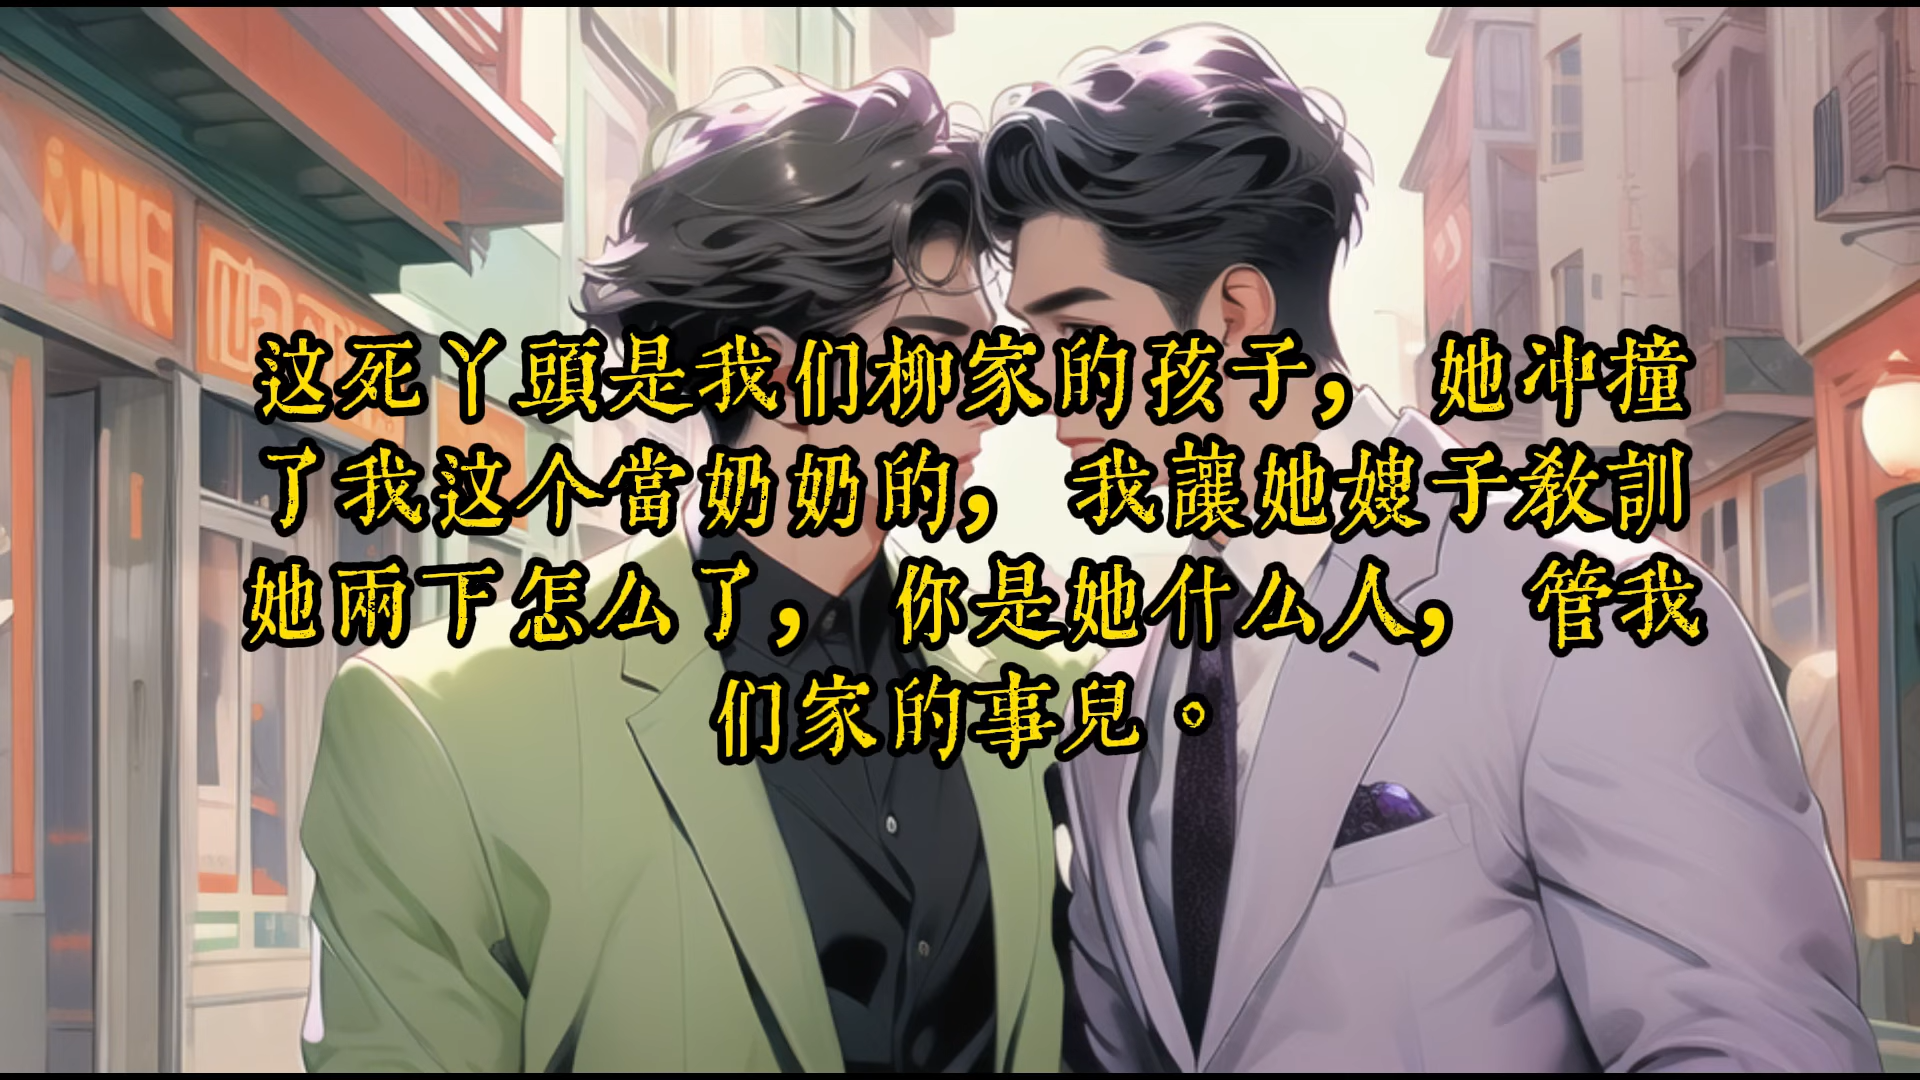 这死丫頭是我们柳家的孩子，她冲撞
了我这个當奶奶的，我讓她嫂子教訓
她兩下怎么了，你是她什么人，管我
们家的事兒。